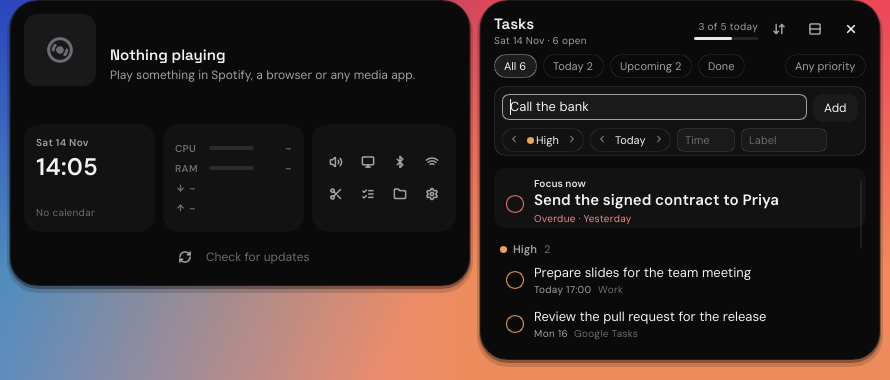 Nothing playing
Play something in Spotify, a browser or any media app.
Sat 14 Nov
14:05
No calendar
CPU –
RAM –
↓ –
↑ –
Check for updates
Tasks
Sat 14 Nov · 6 open
3 of 5 today
All 6
Today 2
Upcoming 2
Done
Any priority
Call the bank
Add
High
Today
Time
Label
Focus now
Send the signed contract to Priya
Overdue · Yesterday
High 2
Prepare slides for the team meeting
Today 17:00 Work
Review the pull request for the release
Mon 16 Google Tasks